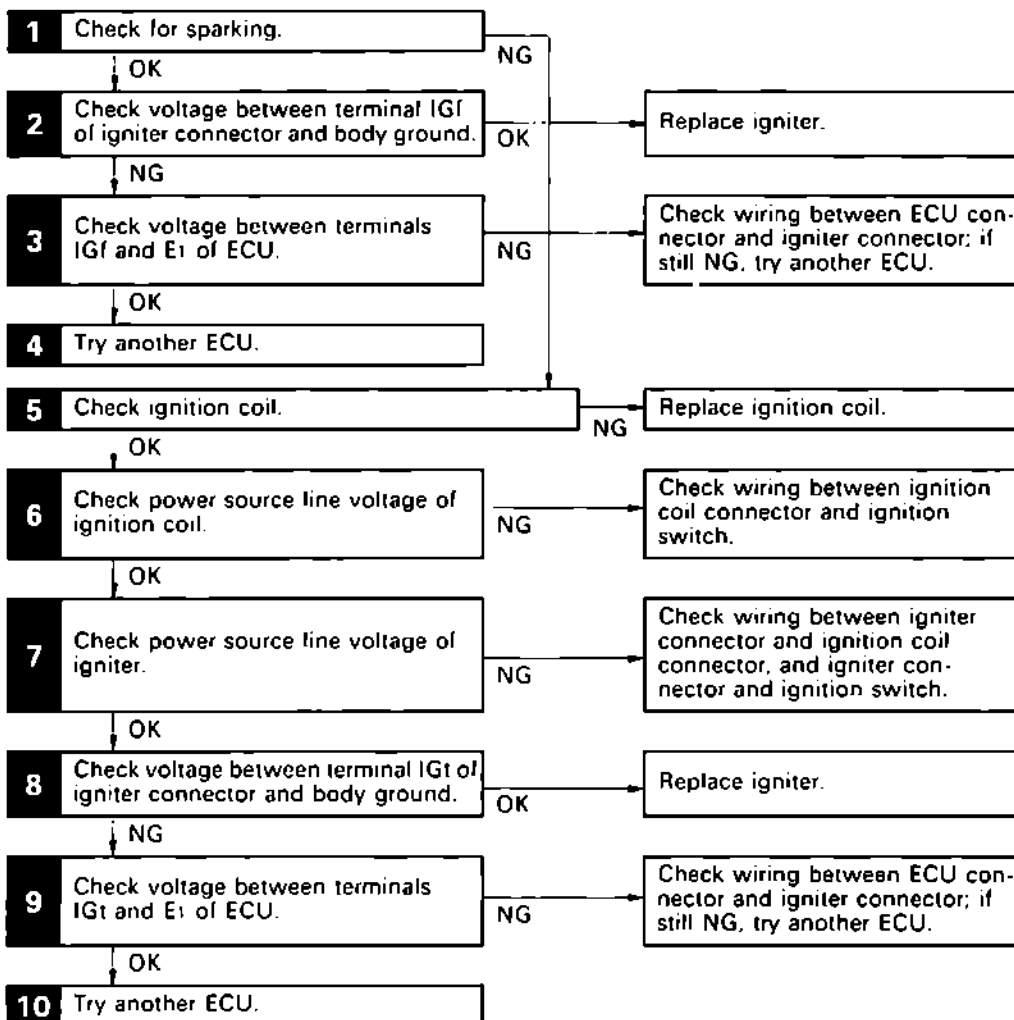 1 Check for sparking.
NG
OK
2 Check voltage between terminal IGf
of igniter connector and body ground.
OK
Replace igniter.
NG
3 Check voltage between terminals
IGf and E1 of ECU.
NG
Check wiring between ECU con-
nector and igniter connector; if
still NG, try another ECU.
OK
4 Try another ECU.
5 Check ignition coil.
NG
Replace ignition coil.
OK
6 Check power source line voltage of
ignition coil.
NG
Check wiring between ignition
coil connector and ignition
switch.
OK
7 Check power source line voltage of
igniter.
NG
Check wiring between igniter
connector and ignition coil
connector, and igniter con-
nector and ignition switch.
OK
8 Check voltage between terminal IGt of
igniter connector and body ground.
OK
Replace igniter.
NG
9 Check voltage between terminals
IGt and E1 of ECU.
NG
Check wiring between ECU con-
nector and igniter connector; if
still NG, try another ECU.
OK
10 Try another ECU.